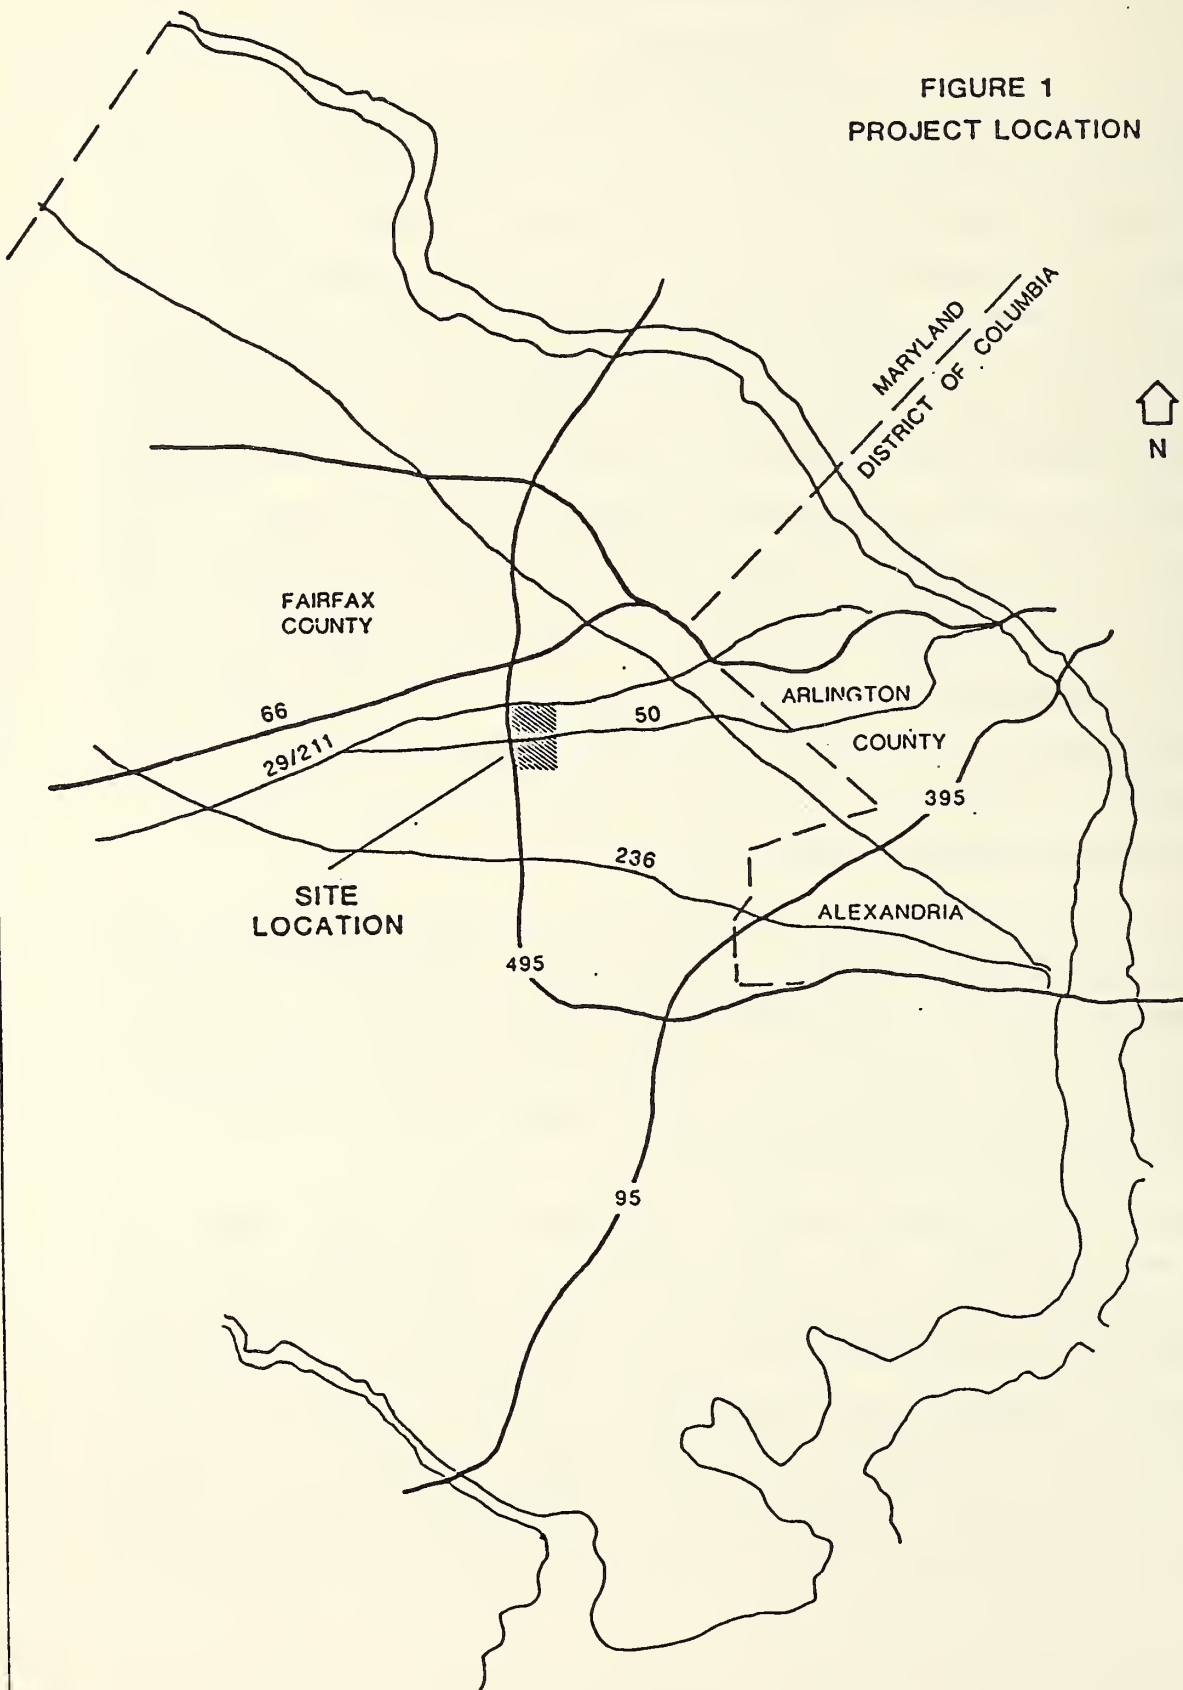 FIGURE 1
PROJECT LOCATION
MARYLAND
DISTRICT OF COLUMBIA
N
FAIRFAX
COUNTY
66
29/211
50
ARLINGTON
COUNTY
395
236
SITE
LOCATION
ALEXANDRIA
495
95